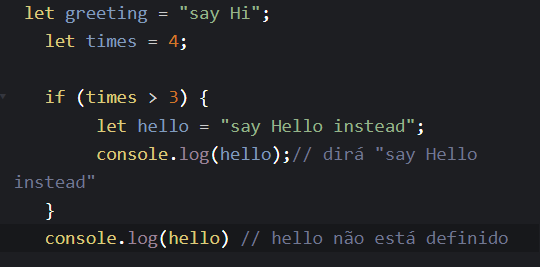 let greeting = "say Hi";
let times = 4;
if (times > 3) {
let hello = "say Hello instead";
console.log(hello);// dirá "say Hello
instead"
}
console.log(hello) // hello não está definido